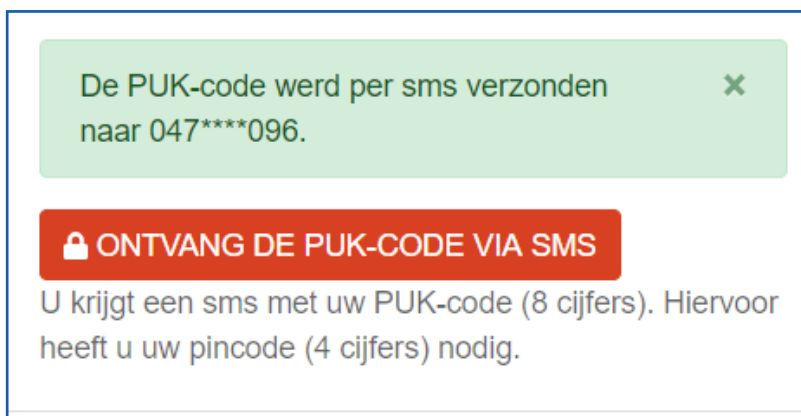 De PUK-code werd per sms verzonden
naar 047****096.
ONTVANG DE PUK-CODE VIA SMS
U krijgt een sms met uw PUK-code (8 cijfers). Hiervoor
heeft u uw pincode (4 cijfers) nodig.